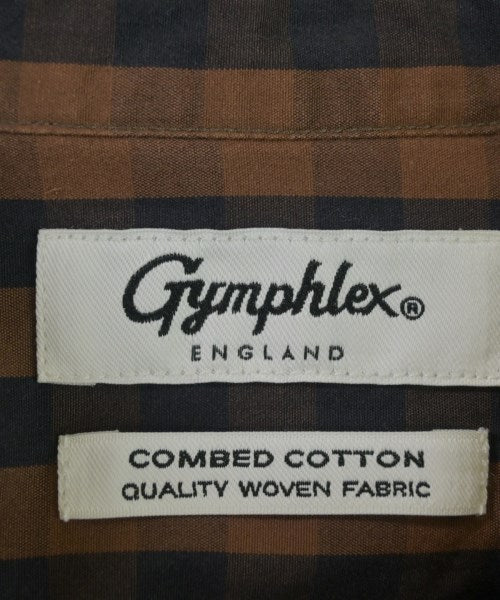 Gymphlex®
ENGLAND
COMBED COTTON
QUALITY WOVEN FABRIC